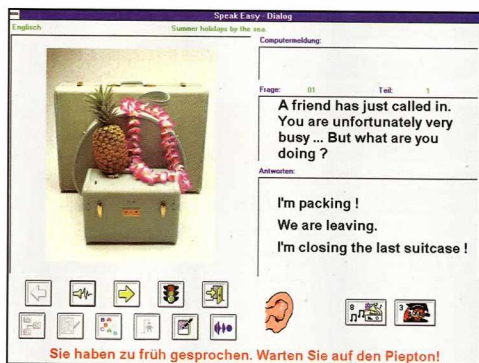 Speak Easy - Dialog
Englisch
Summer holidays by the sea.
Computermeldung:
Frage: 01 Teil: 1
A friend has just called in.
You are unfortunately very
busy ... But what are you
doing ?
Antworten:
I'm packing !
We are leaving.
I'm closing the last suitcase !
8
3
Sie haben zu früh gesprochen. Warten Sie auf den Piepton!